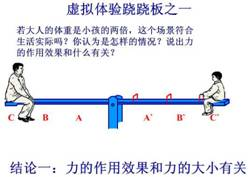 虚拟体验跷跷板之一
若大人的体重是小孩的两倍，这个场景符合
生活实际吗？你认为是怎样的情况？说出力
的作用效果和什么有关？
C B A A' B' C'
结论一：力的作用效果和力的大小有关